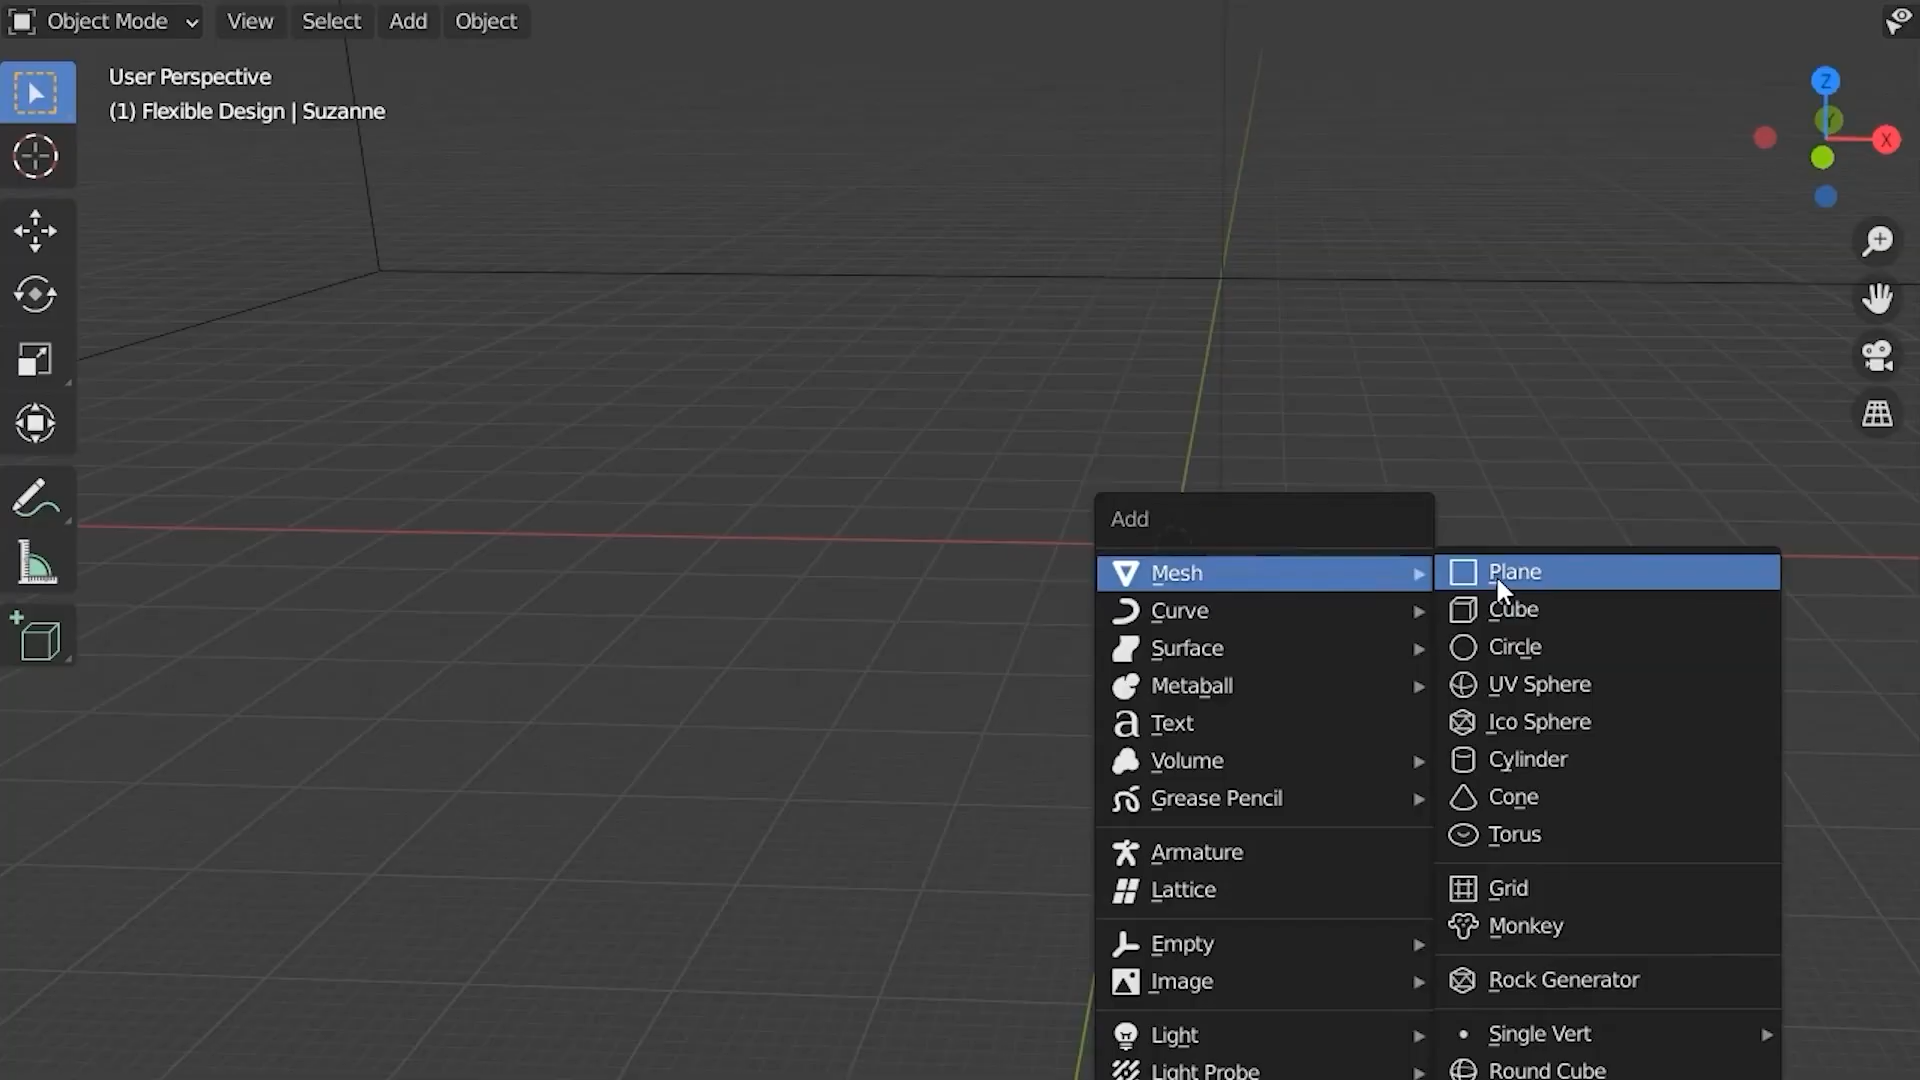 Object Mode View Select Add Object
User Perspective
(1) Flexible Design | Suzanne
Z
Y
X
Add
Mesh
Curve
Surface
Metaball
Text
Volume
Grease Pencil
Armature
Lattice
Empty
Image
Light
Light Probe
Plane
Cube
Circle
UV Sphere
Ico Sphere
Cylinder
Cone
Torus
Grid
Monkey
Rock Generator
Single Vert
Round Cube